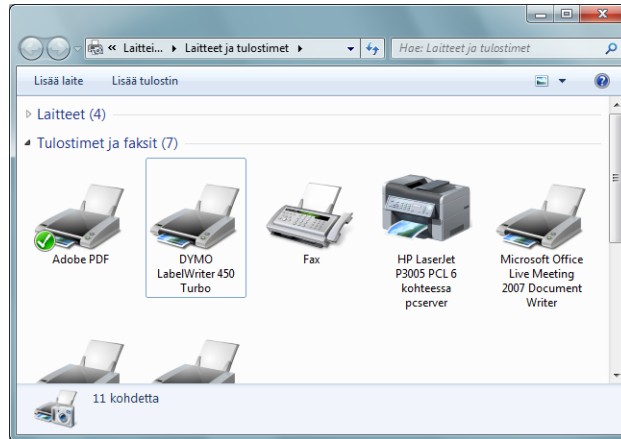 « Laittei... ▸ Laitteet ja tulostimet ▸
Hae: Laitteet ja tulostimet
Lisää laite Lisää tulostin
Laitteet (4)
Tulostimet ja faksit (7)
Adobe PDF
DYMO
LabelWriter 450
Turbo
Fax
HP LaserJet
P3005 PCL 6
kohteessa
pcserver
Microsoft Office
Live Meeting
2007 Document
Writer
11 kohdetta